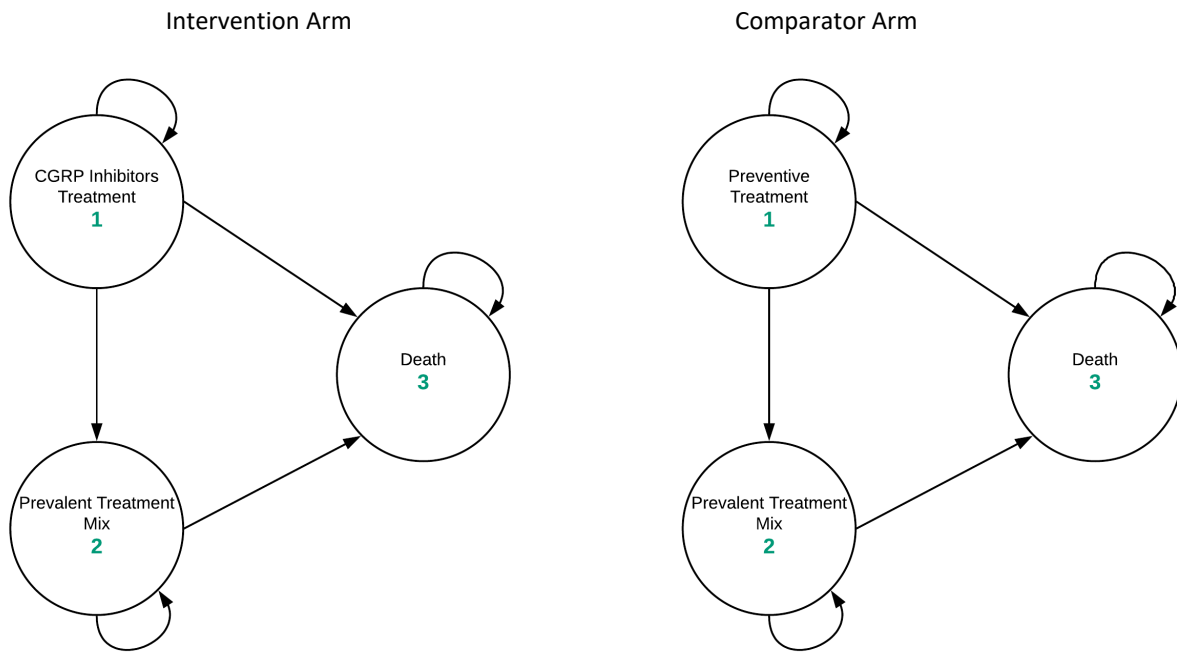 Intervention Arm
CGRP Inhibitors
Treatment
1
Death
3
Prevalent Treatment
Mix
2
Comparator Arm
Preventive
Treatment
1
Death
3
Prevalent Treatment
Mix
2